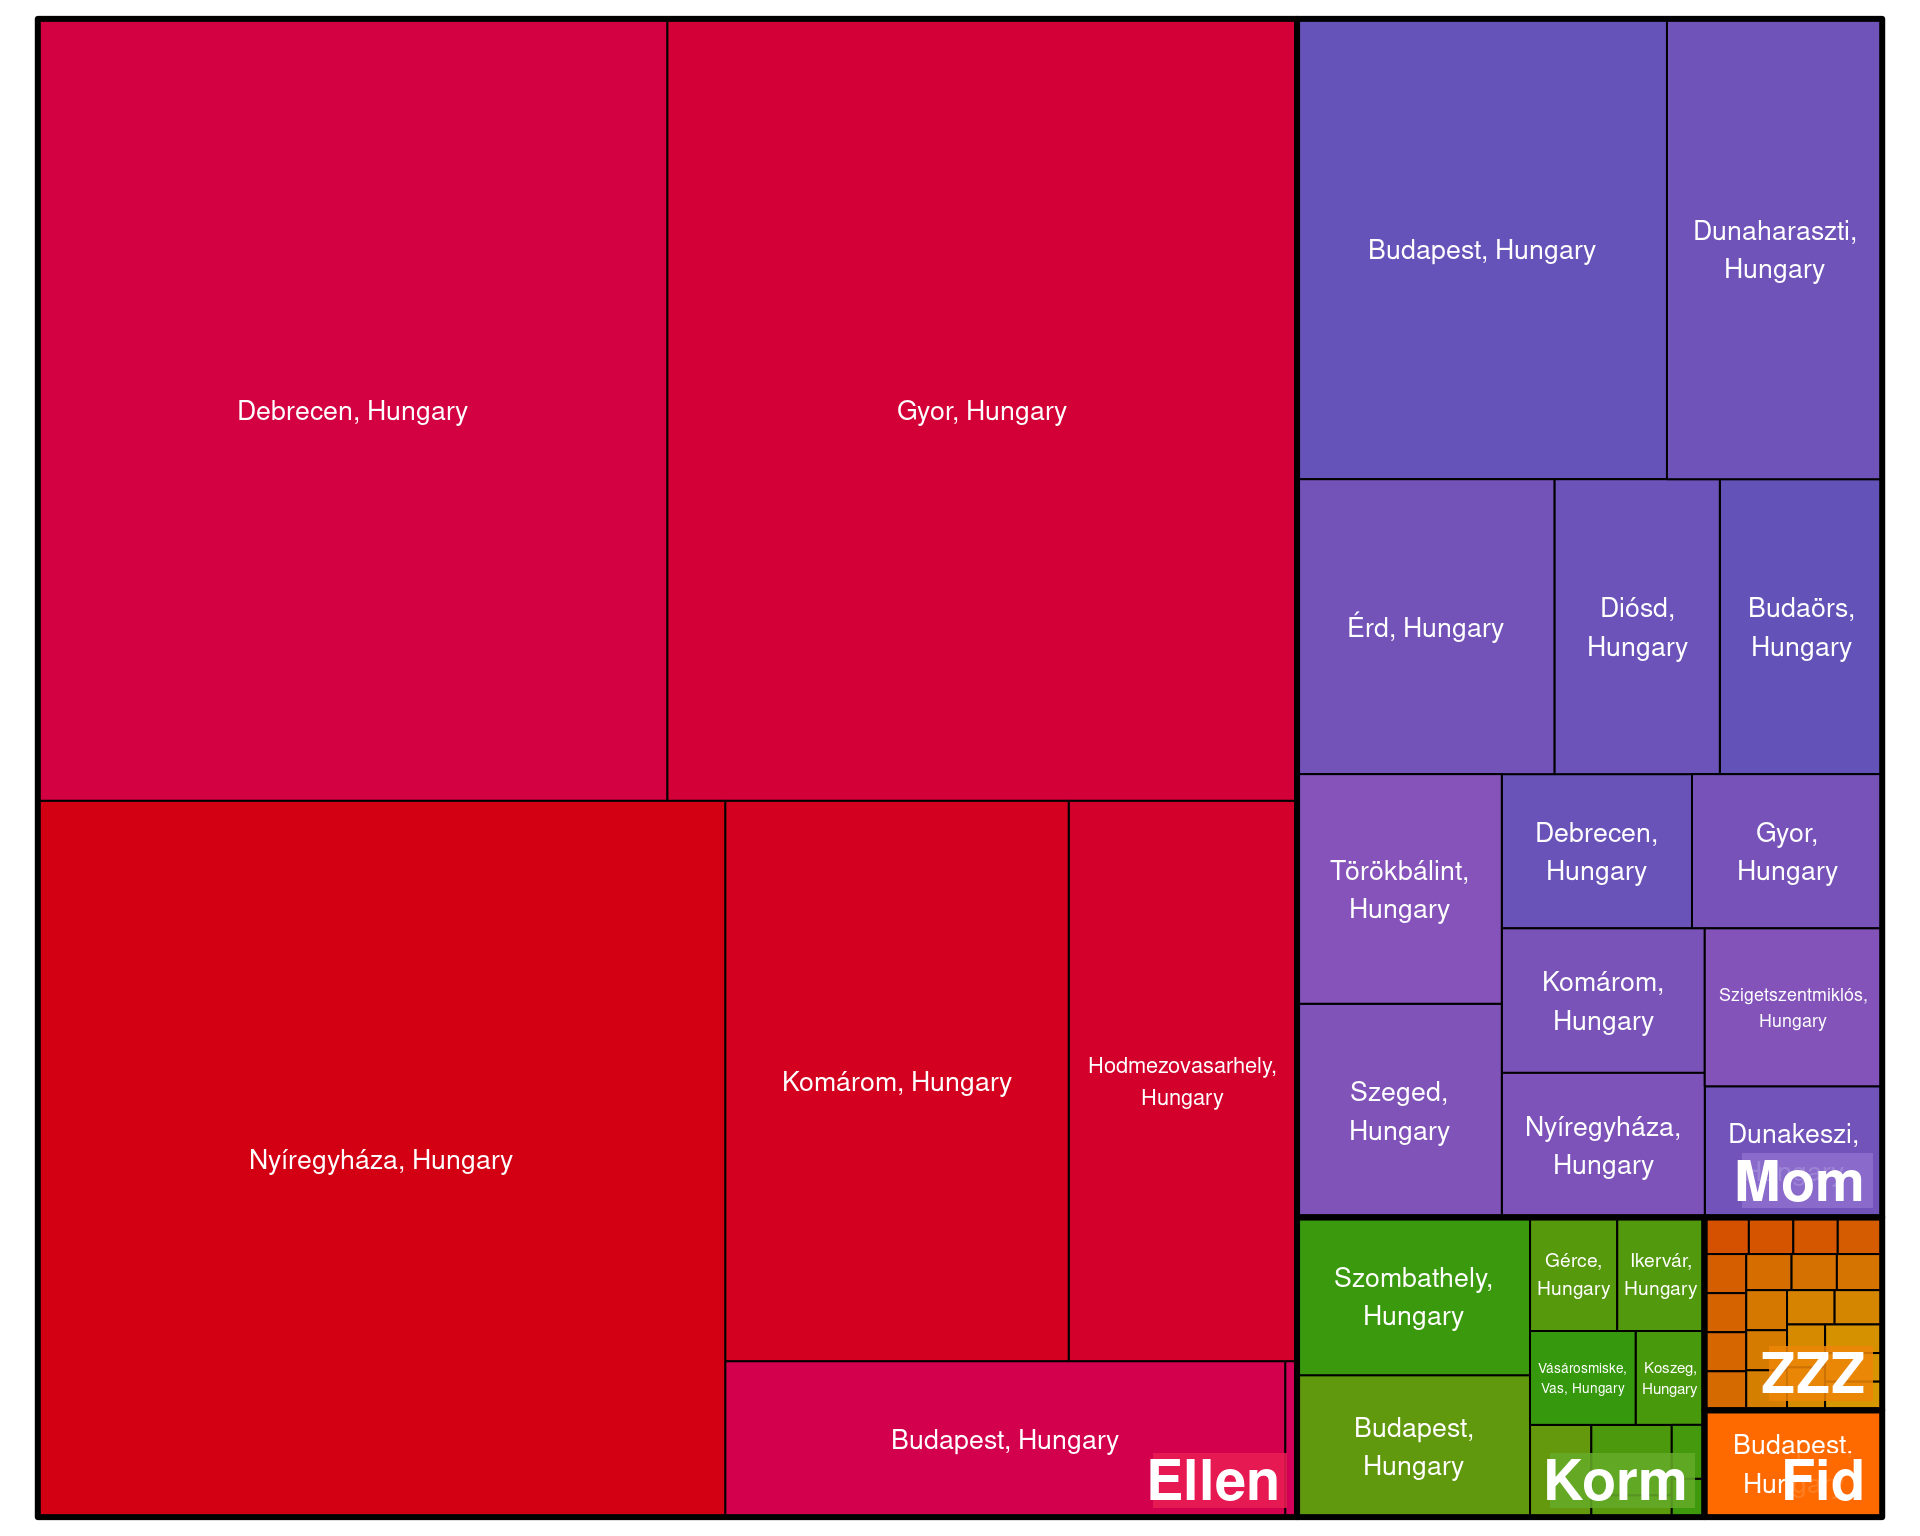 Debrecen, Hungary
Gyor, Hungary
Nyíregyháza, Hungary
Komárom, Hungary
Hodmezovasarhely,
Hungary
Budapest, Hungary
Ellen
Budapest, Hungary
Dunaharaszti,
Hungary
Érd, Hungary
Diósd,
Hungary
Budaörs,
Hungary
Törökbálint,
Hungary
Debrecen,
Hungary
Gyor,
Hungary
Komárom,
Hungary
Szigetszentmiklós,
Hungary
Szeged,
Hungary
Nyíregyháza,
Hungary
Dunakeszi,
Hungary
Mom
Szombathely,
Hungary
Gérce,
Hungary
Ikervár,
Hungary
Vásárosmiske,
Vas, Hungary
Koszeg,
Hungary
Budapest,
Hungary
Korm
ZZZ
Budapest,
Hungary
Fid